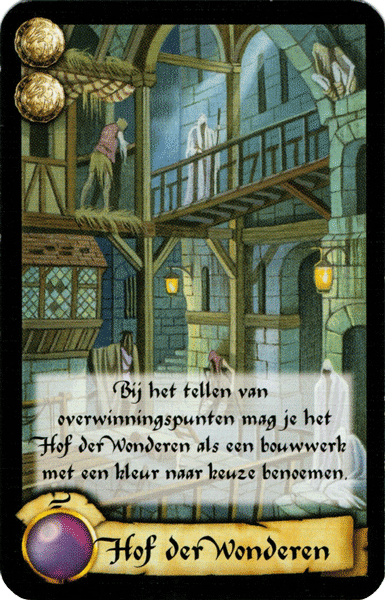 Bij het tellen van
overwinningspunten mag je het
Hof der Wonderen als een bouwwerk
met een kleur naar keuze benoemen.
Hof der Wonderen